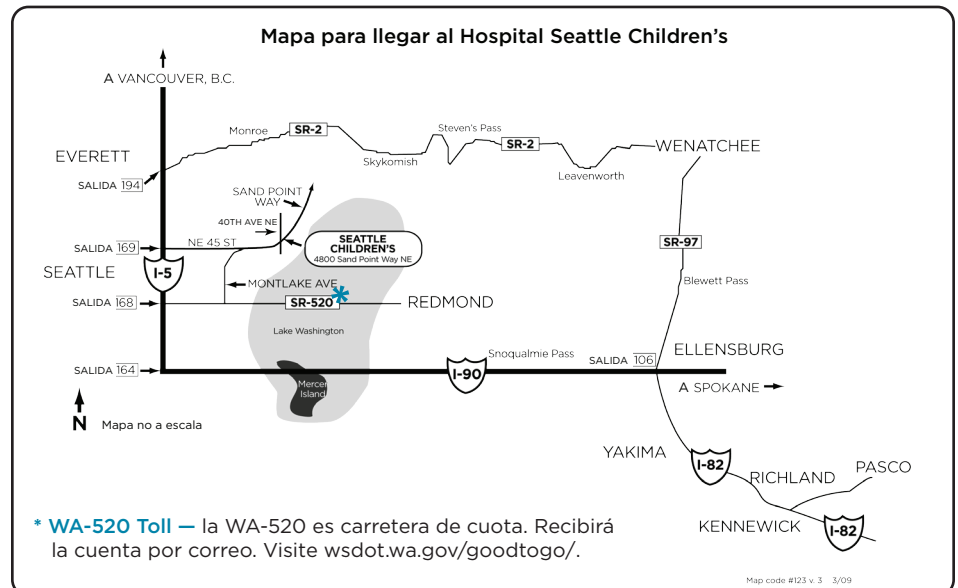 Mapa para llegar al Hospital Seattle Children's
A VANCOUVER, B.C.
Monroe
SR-2
Steven's Pass
SR-2
WENATCHEE
EVERETT
Skykomish
Leavenworth
SALIDA 194
SAND POINT
WAY
40TH AVE NE
SEATTLE
CHILDREN'S
4800 Sand Point Way NE
SALIDA 169
NE 45 ST
SR-97
SEATTLE
I-5
MONTLAKE AVE
Blewett Pass
SALIDA 168
SR-520 *
REDMOND
Lake Washington
Snoqualmie Pass
SALIDA 106
ELLENSBURG
SALIDA 164
I-90
Mercer
Island
A SPOKANE
N
Mapa no a escala
YAKIMA
I-82
RICHLAND
PASCO
KENNEWICK
I-82
* WA-520 Toll — la WA-520 es carretera de cuota. Recibirá
la cuenta por correo. Visite wsdot.wa.gov/goodtogo/.
Map code #123 v. 3 3/09